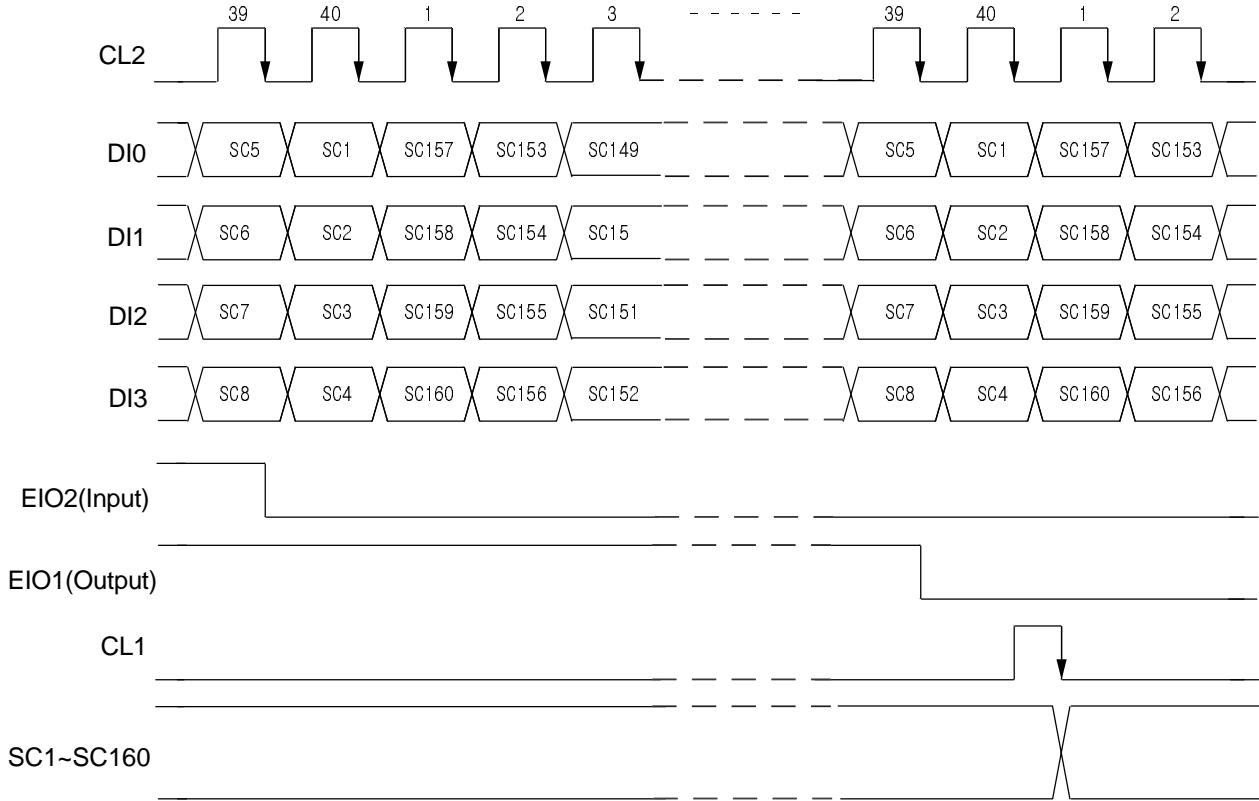 39 40 1 2 3 - - - - - 39 40 1 2
CL2
DI0 SC5 SC1 SC157 SC153 SC149 SC5 SC1 SC157 SC153
DI1 SC6 SC2 SC158 SC154 SC15 SC6 SC2 SC158 SC154
DI2 SC7 SC3 SC159 SC155 SC151 SC7 SC3 SC159 SC155
DI3 SC8 SC4 SC160 SC156 SC152 SC8 SC4 SC160 SC156
EIO2(Input)
EIO1(Output)
CL1
SC1~SC160